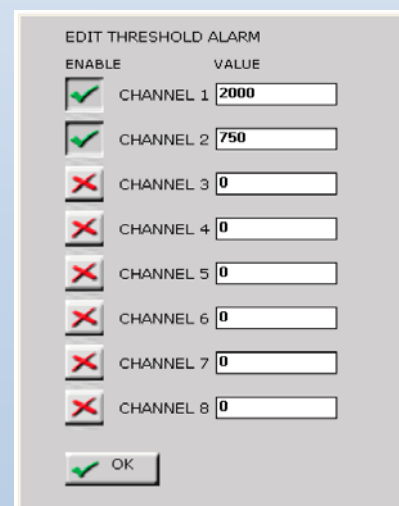 EDIT THRESHOLD ALARM
ENABLE VALUE
CHANNEL 1 2000
CHANNEL 2 750
CHANNEL 3 0
CHANNEL 4 0
CHANNEL 5 0
CHANNEL 6 0
CHANNEL 7 0
CHANNEL 8 0
OK